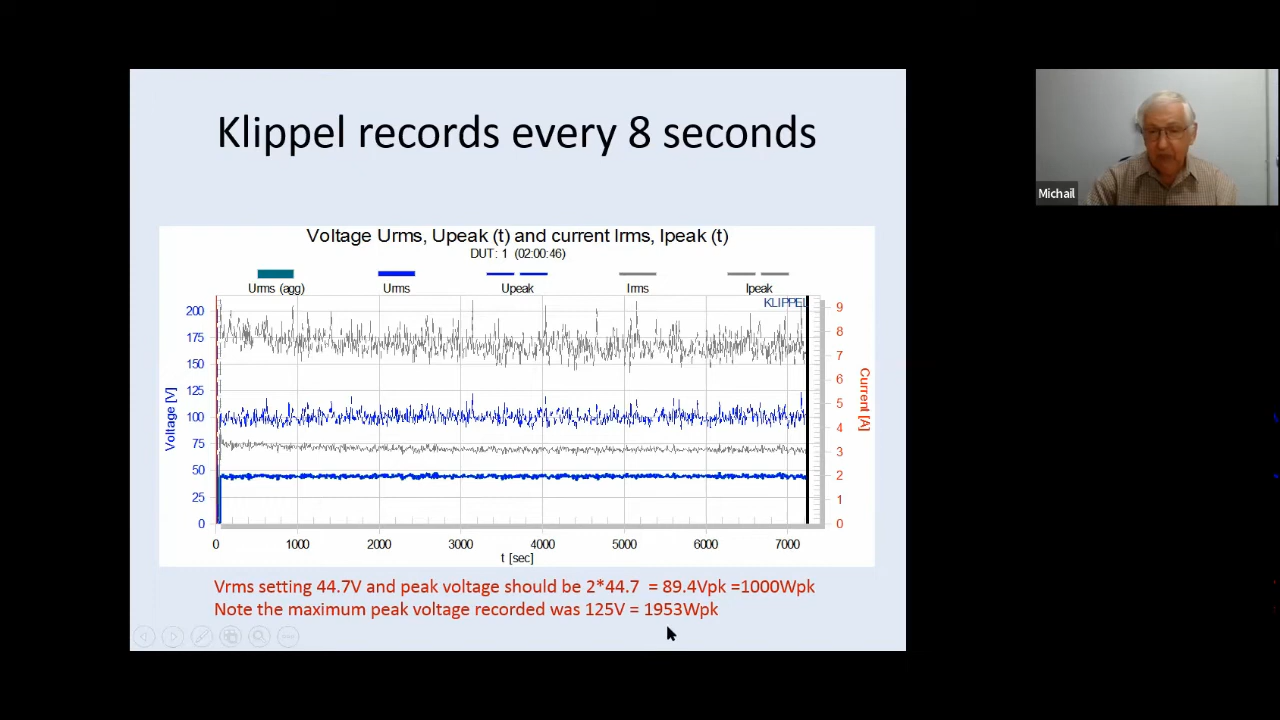 Klippel records every 8 seconds
Michail
Voltage Urms, Upeak (t) and current Irms, Ipeak (t)
DUT: 1 (02:00:46)
Urms (agg) Urms Upeak Irms Ipeak
KLIPPEL
200
175
150
125
100
75
50
25
0
Voltage [V]
9
8
7
6
5
4
3
2
1
0
Current [A]
0 1000 2000 3000 4000 5000 6000 7000
t [sec]
Vrms setting 44.7V and peak voltage should be 2*44.7 = 89.4Vpk =1000Wpk
Note the maximum peak voltage recorded was 125V = 1953Wpk